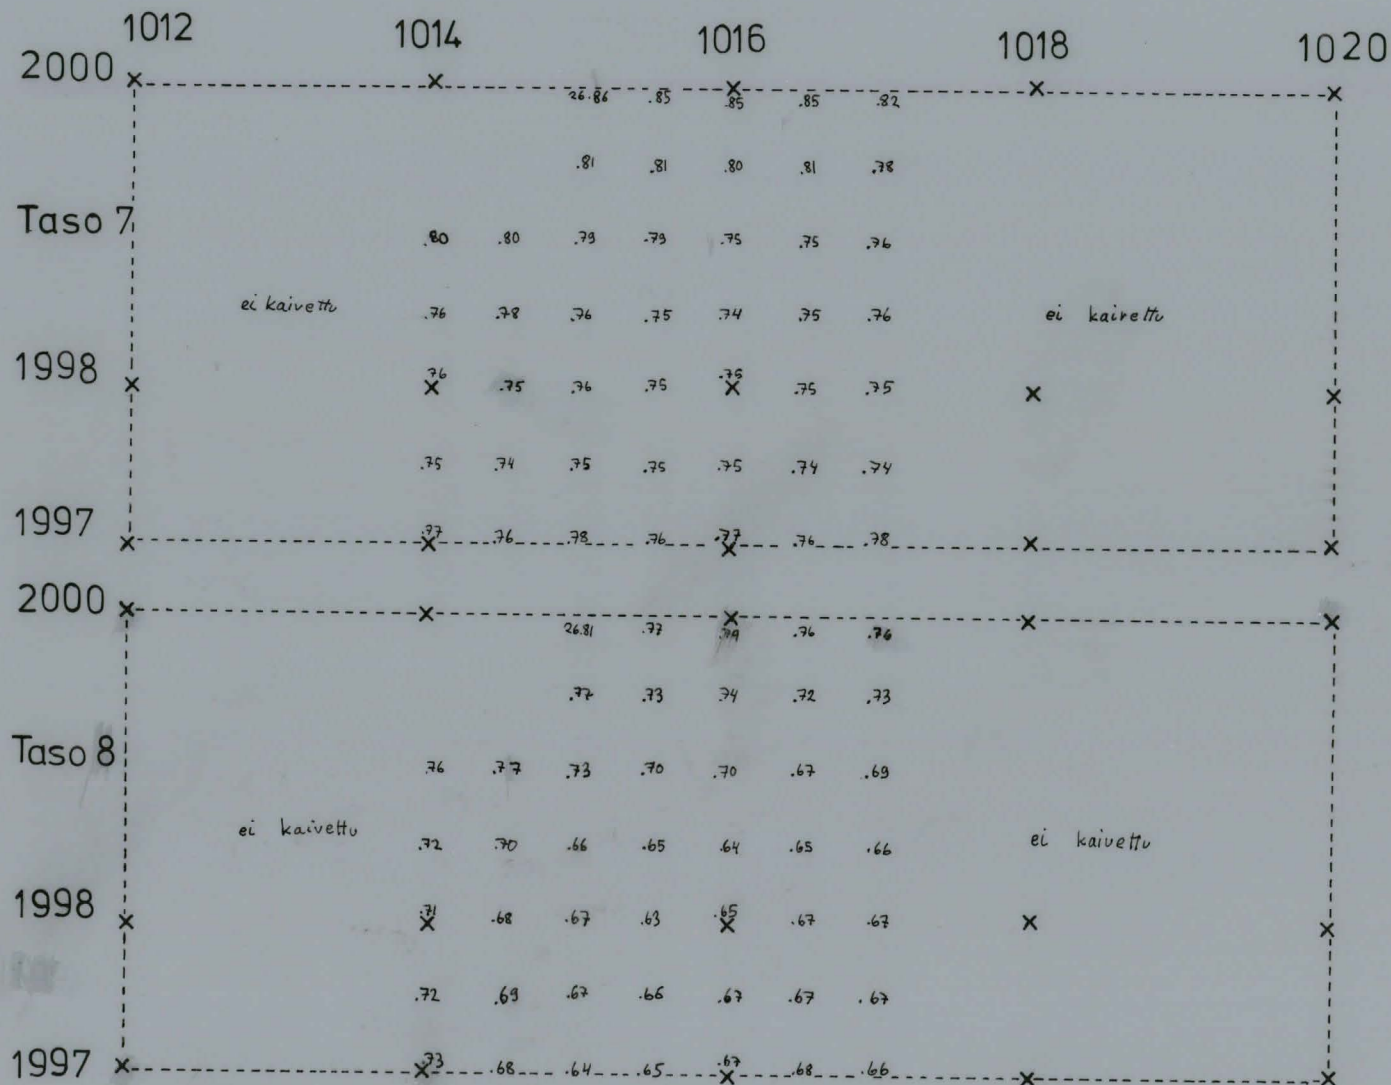 1012 1014 1016 1018 1020
2000
26.86 .85 .85 .85 .82
.81 .81 .80 .81 .78
Taso 7
.80 .80 .79 .79 .75 .75 .76
ei kaivettu .76 .78 .76 .75 .74 .75 .76 ei kaivettu
1998 .76 .75 .76 .75 .75 .75 .75
.75 .74 .75 .75 .75 .74 .74
1997 .77 .76 .78 .76 .77 .76 .78
2000
26.81 .77 .79 .76 .76
.77 .73 .74 .72 .73
Taso 8
.76 .77 .73 .70 .70 .67 .69
ei kaivettu .72 .70 .66 .65 .64 .65 .66 ei kaivettu
1998 .71 .68 .67 .63 .65 .67 .67
.72 .69 .67 .66 .67 .67 .67
1997 .73 .68 .64 .65 .67 .68 .66